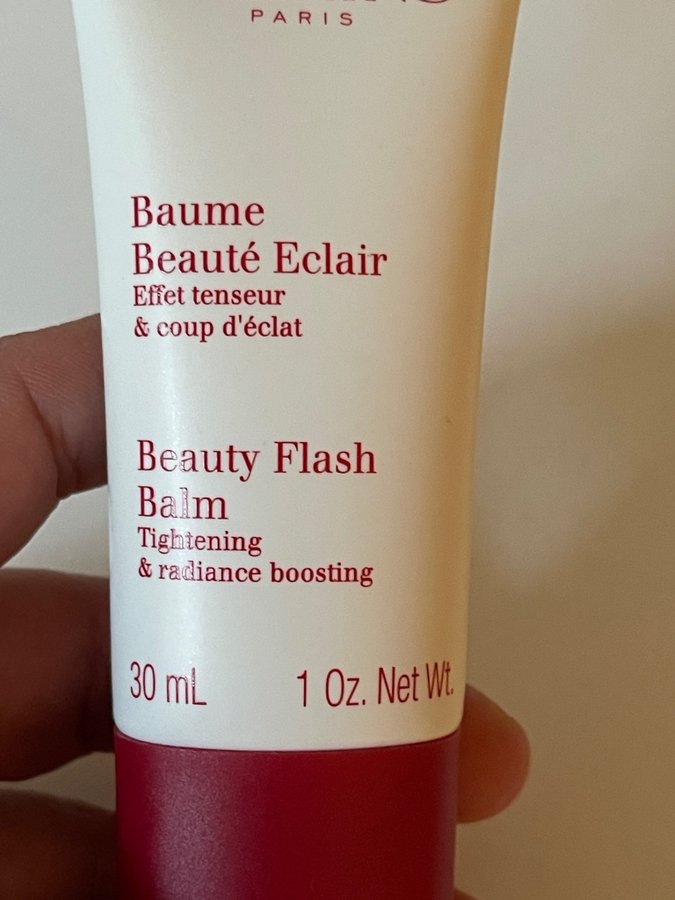 PARIS
Baume
Beauté Eclair
Effet tenseur
& coup d'éclat
Beauty Flash
Balm
Tightening
& radiance boosting
30 mL 1 Oz. Net Wt.